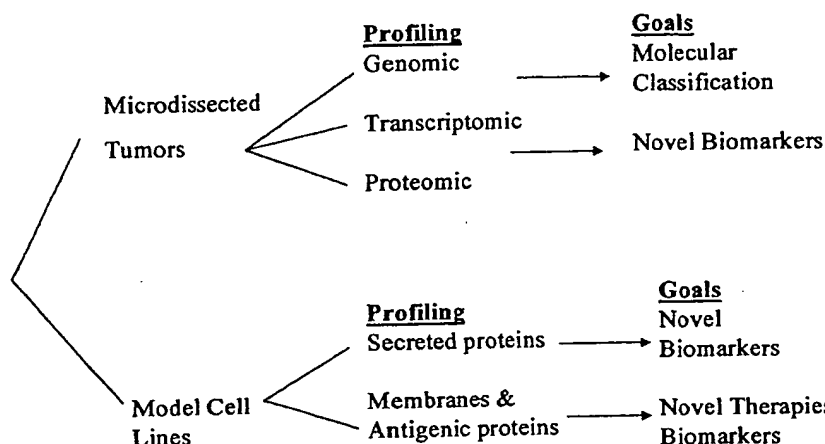 Profiling
Genomic
Goals
Molecular
Classification
Microdissected
Tumors
Transcriptomic
Novel Biomarkers
Proteomic
Profiling
Secreted proteins
Goals
Novel
Biomarkers
Model Cell
Lines
Membranes &
Antigenic proteins
Novel Therapies
Biomarkers